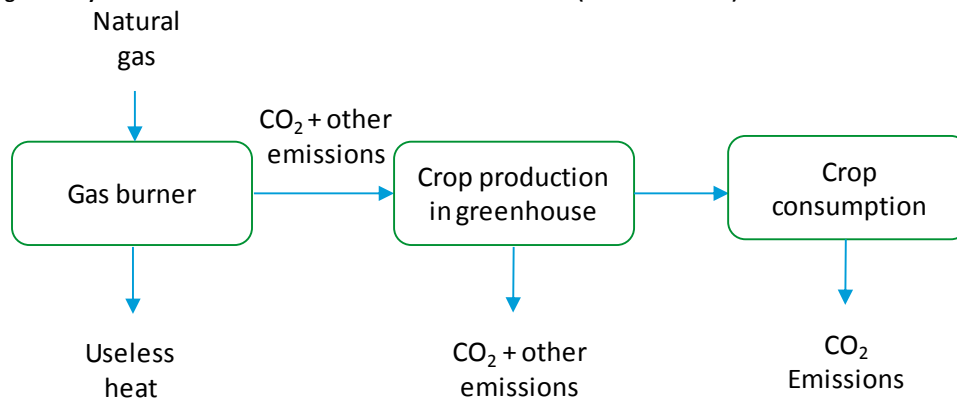 Natural
gas
CO₂ + other
emissions
Gas burner
Crop production
in greenhouse
Crop
consumption
Useless
heat
CO₂ + other
emissions
CO₂
Emissions